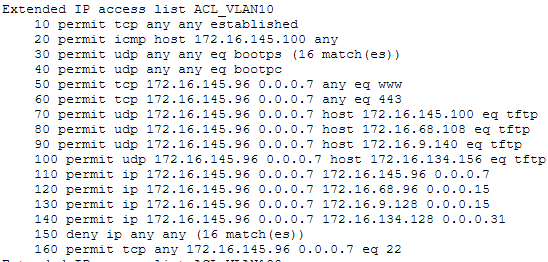 Extended IP access list ACL_VLAN10
10 permit tcp any any established
20 permit icmp host 172.16.145.100 any
30 permit udp any any eq bootps (16 match(es))
40 permit udp any any eq bootpc
50 permit tcp 172.16.145.96 0.0.0.7 any eq www
60 permit tcp 172.16.145.96 0.0.0.7 any eq 443
70 permit udp 172.16.145.96 0.0.0.7 host 172.16.145.100 eq tftp
80 permit udp 172.16.145.96 0.0.0.7 host 172.16.68.108 eq tftp
90 permit udp 172.16.145.96 0.0.0.7 host 172.16.9.140 eq tftp
100 permit udp 172.16.145.96 0.0.0.7 host 172.16.134.156 eq tftp
110 permit ip 172.16.145.96 0.0.0.7 172.16.145.96 0.0.0.7
120 permit ip 172.16.145.96 0.0.0.7 172.16.68.96 0.0.0.15
130 permit ip 172.16.145.96 0.0.0.7 172.16.9.128 0.0.0.15
140 permit ip 172.16.145.96 0.0.0.7 172.16.134.128 0.0.0.31
150 deny ip any any (16 match(es))
160 permit tcp any 172.16.145.96 0.0.0.7 eq 22